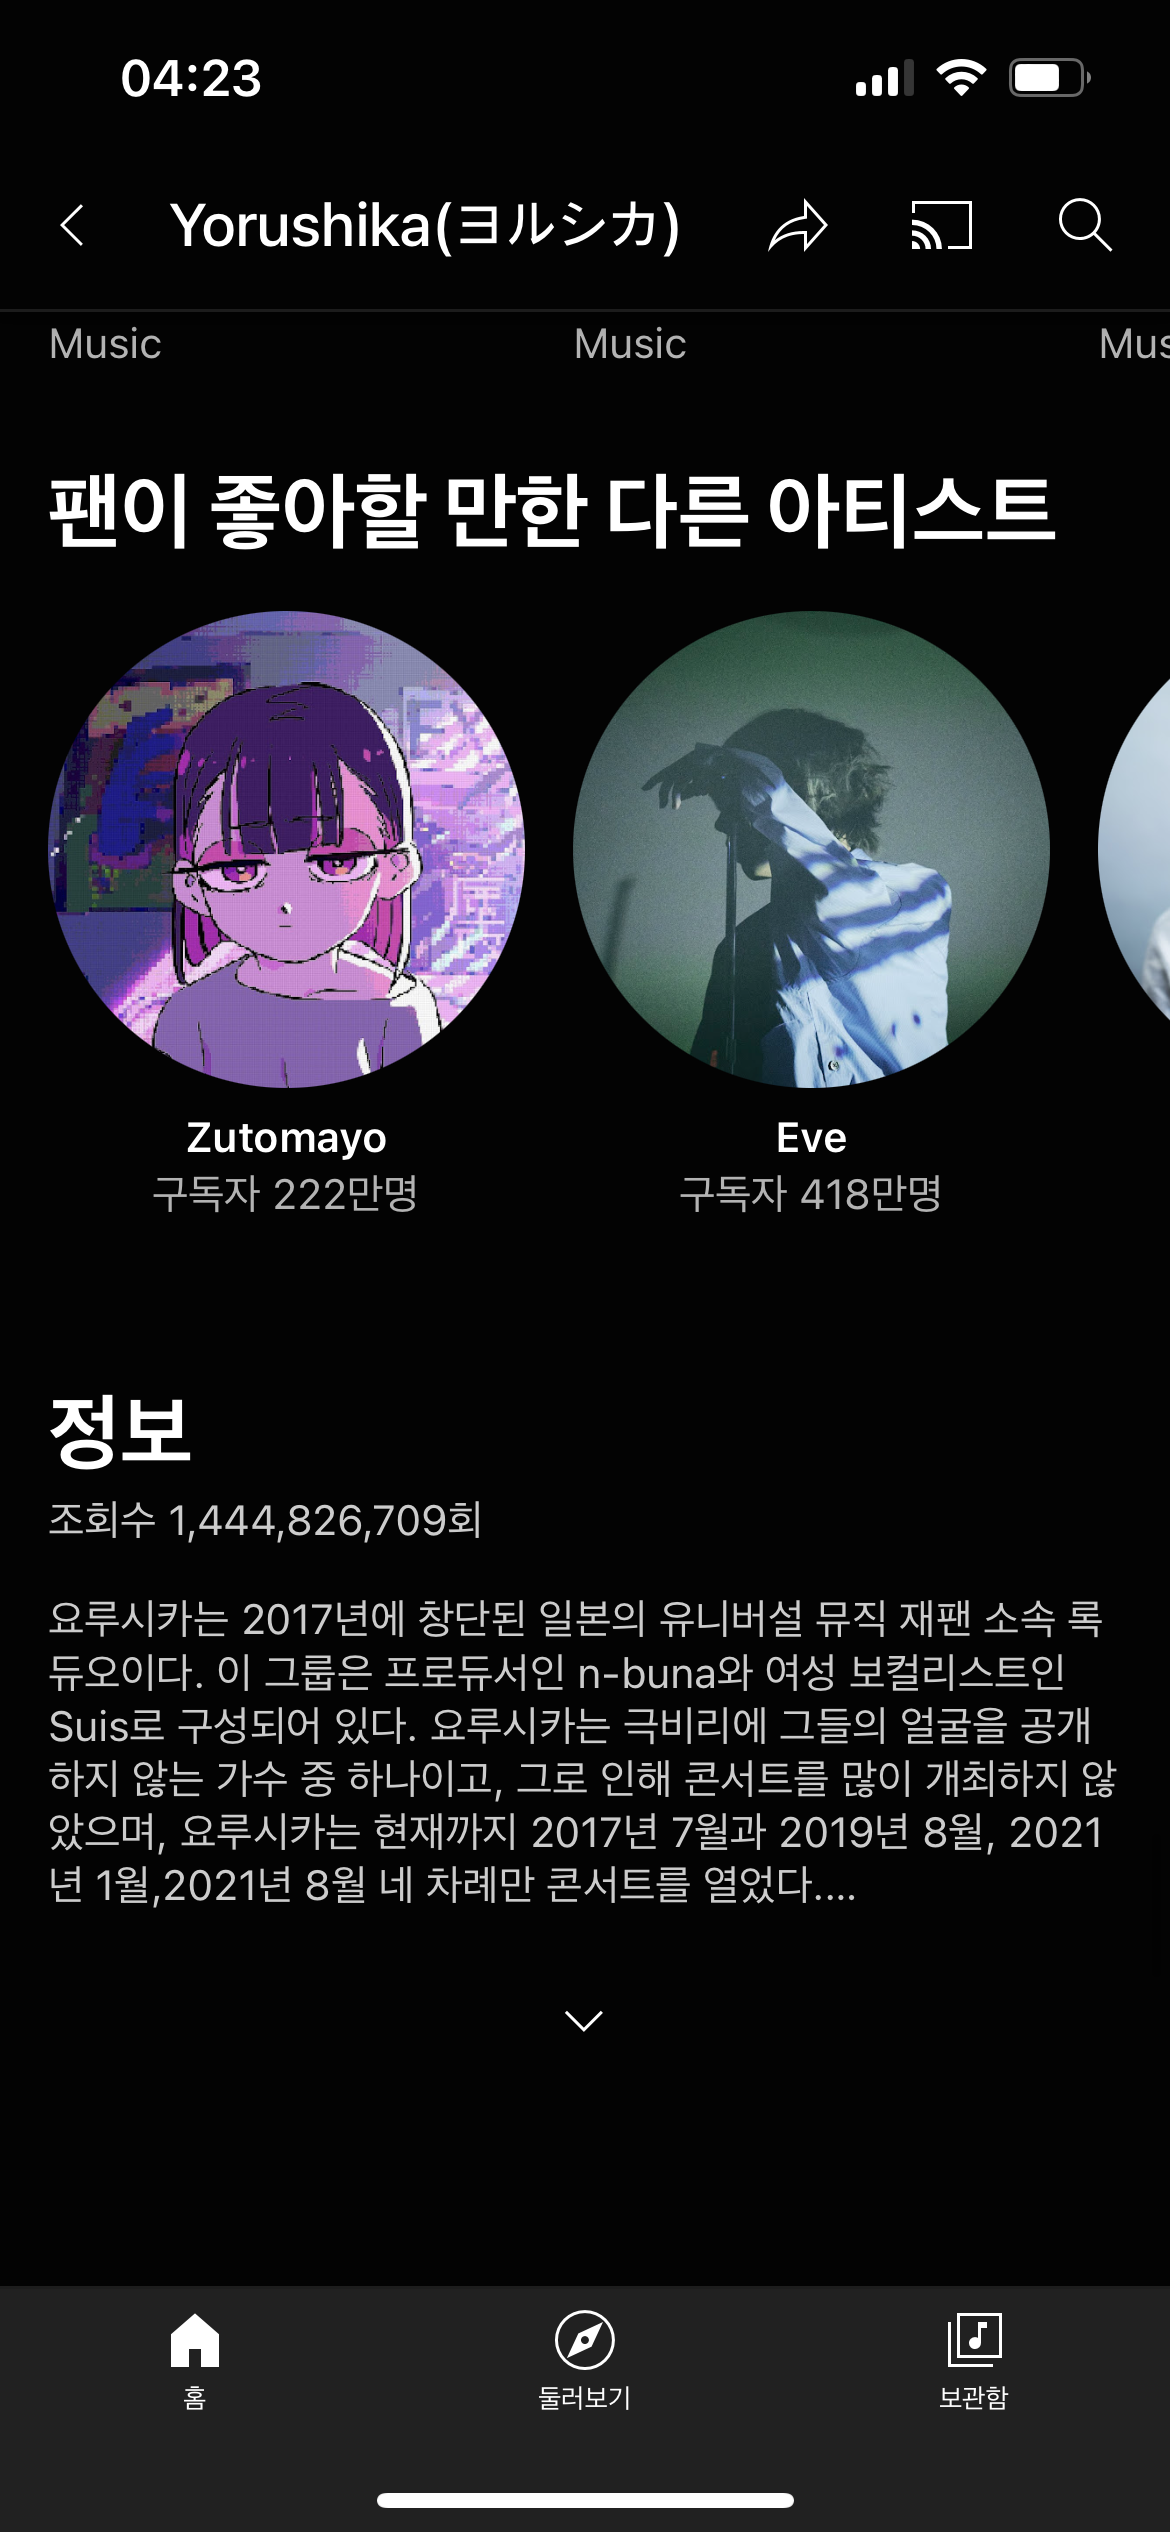 04:23
Yorushika(ヨルシカ)
Music Music Mus
팬이 좋아할 만한 다른 아티스트
Zutomayo Eve
구독자 222만명 구독자 418만명
정보
조회수 1,444,826,709회
요루시카는 2017년에 창단된 일본의 유니버설 뮤직 재팬 소속 록
듀오이다. 이 그룹은 프로듀서인 n-buna와 여성 보컬리스트인
Suis로 구성되어 있다. 요루시카는 극비리에 그들의 얼굴을 공개
하지 않는 가수 중 하나이고, 그로 인해 콘서트를 많이 개최하지 않
았으며, 요루시카는 현재까지 2017년 7월과 2019년 8월, 2021
년 1월,2021년 8월 네 차례만 콘서트를 열었다....
홈 둘러보기 보관함